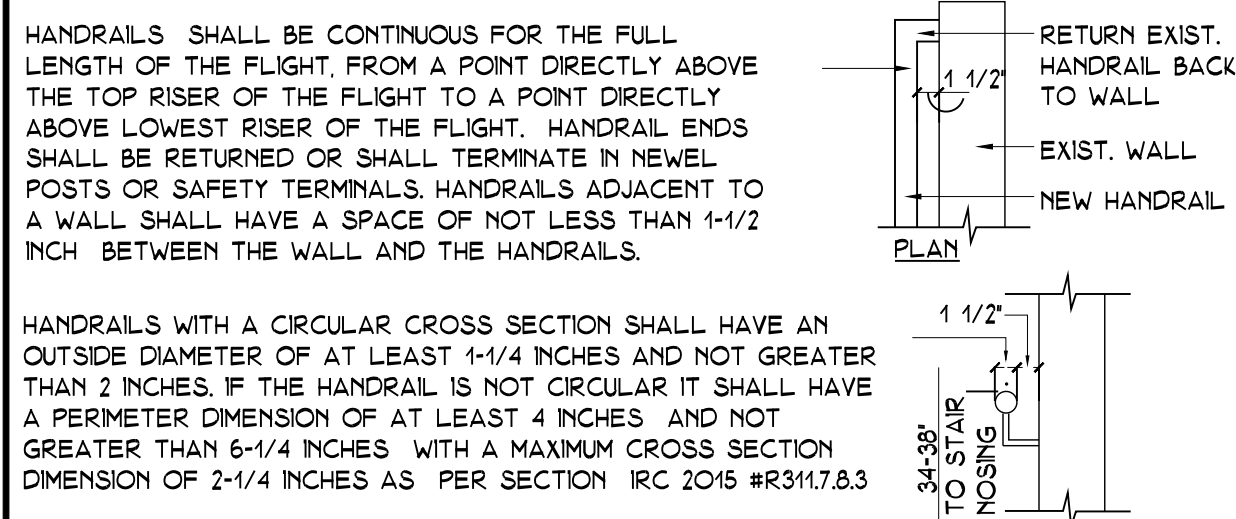 HANDRAILS SHALL BE CONTINUOUS FOR THE FULL
LENGTH OF THE FLIGHT, FROM A POINT DIRECTLY ABOVE
THE TOP RISER OF THE FLIGHT TO A POINT DIRECTLY
ABOVE LOWEST RISER OF THE FLIGHT. HANDRAIL ENDS
SHALL BE RETURNED OR SHALL TERMINATE IN NEWEL
POSTS OR SAFETY TERMINALS. HANDRAILS ADJACENT TO
A WALL SHALL HAVE A SPACE OF NOT LESS THAN 1-1/2
INCH BETWEEN THE WALL AND THE HANDRAILS.
HANDRAILS WITH A CIRCULAR CROSS SECTION SHALL HAVE AN
OUTSIDE DIAMETER OF AT LEAST 1-1/4 INCHES AND NOT GREATER
THAN 2 INCHES. IF THE HANDRAIL IS NOT CIRCULAR IT SHALL HAVE
A PERIMETER DIMENSION OF AT LEAST 4 INCHES AND NOT
GREATER THAN 6-1/4 INCHES WITH A MAXIMUM CROSS SECTION
DIMENSION OF 2-1/4 INCHES AS PER SECTION IRC 2015 #R311.7.8.3
RETURN EXIST.
HANDRAIL BACK
TO WALL
1 1/2"
EXIST. WALL
NEW HANDRAIL
PLAN
1 1/2"
34-38"
TO STAIR
NOSING